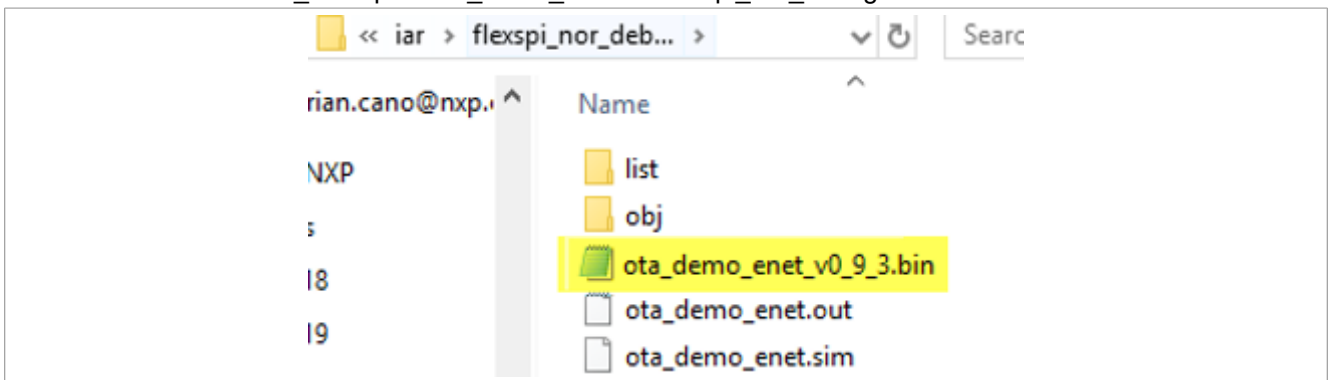 « iar > flexspi_nor_deb... > Searc
rian.cano@nxp.
Name
NXP
list
s
obj
ota_demo_enet_v0_9_3.bin
18
ota_demo_enet.out
19
ota_demo_enet.sim